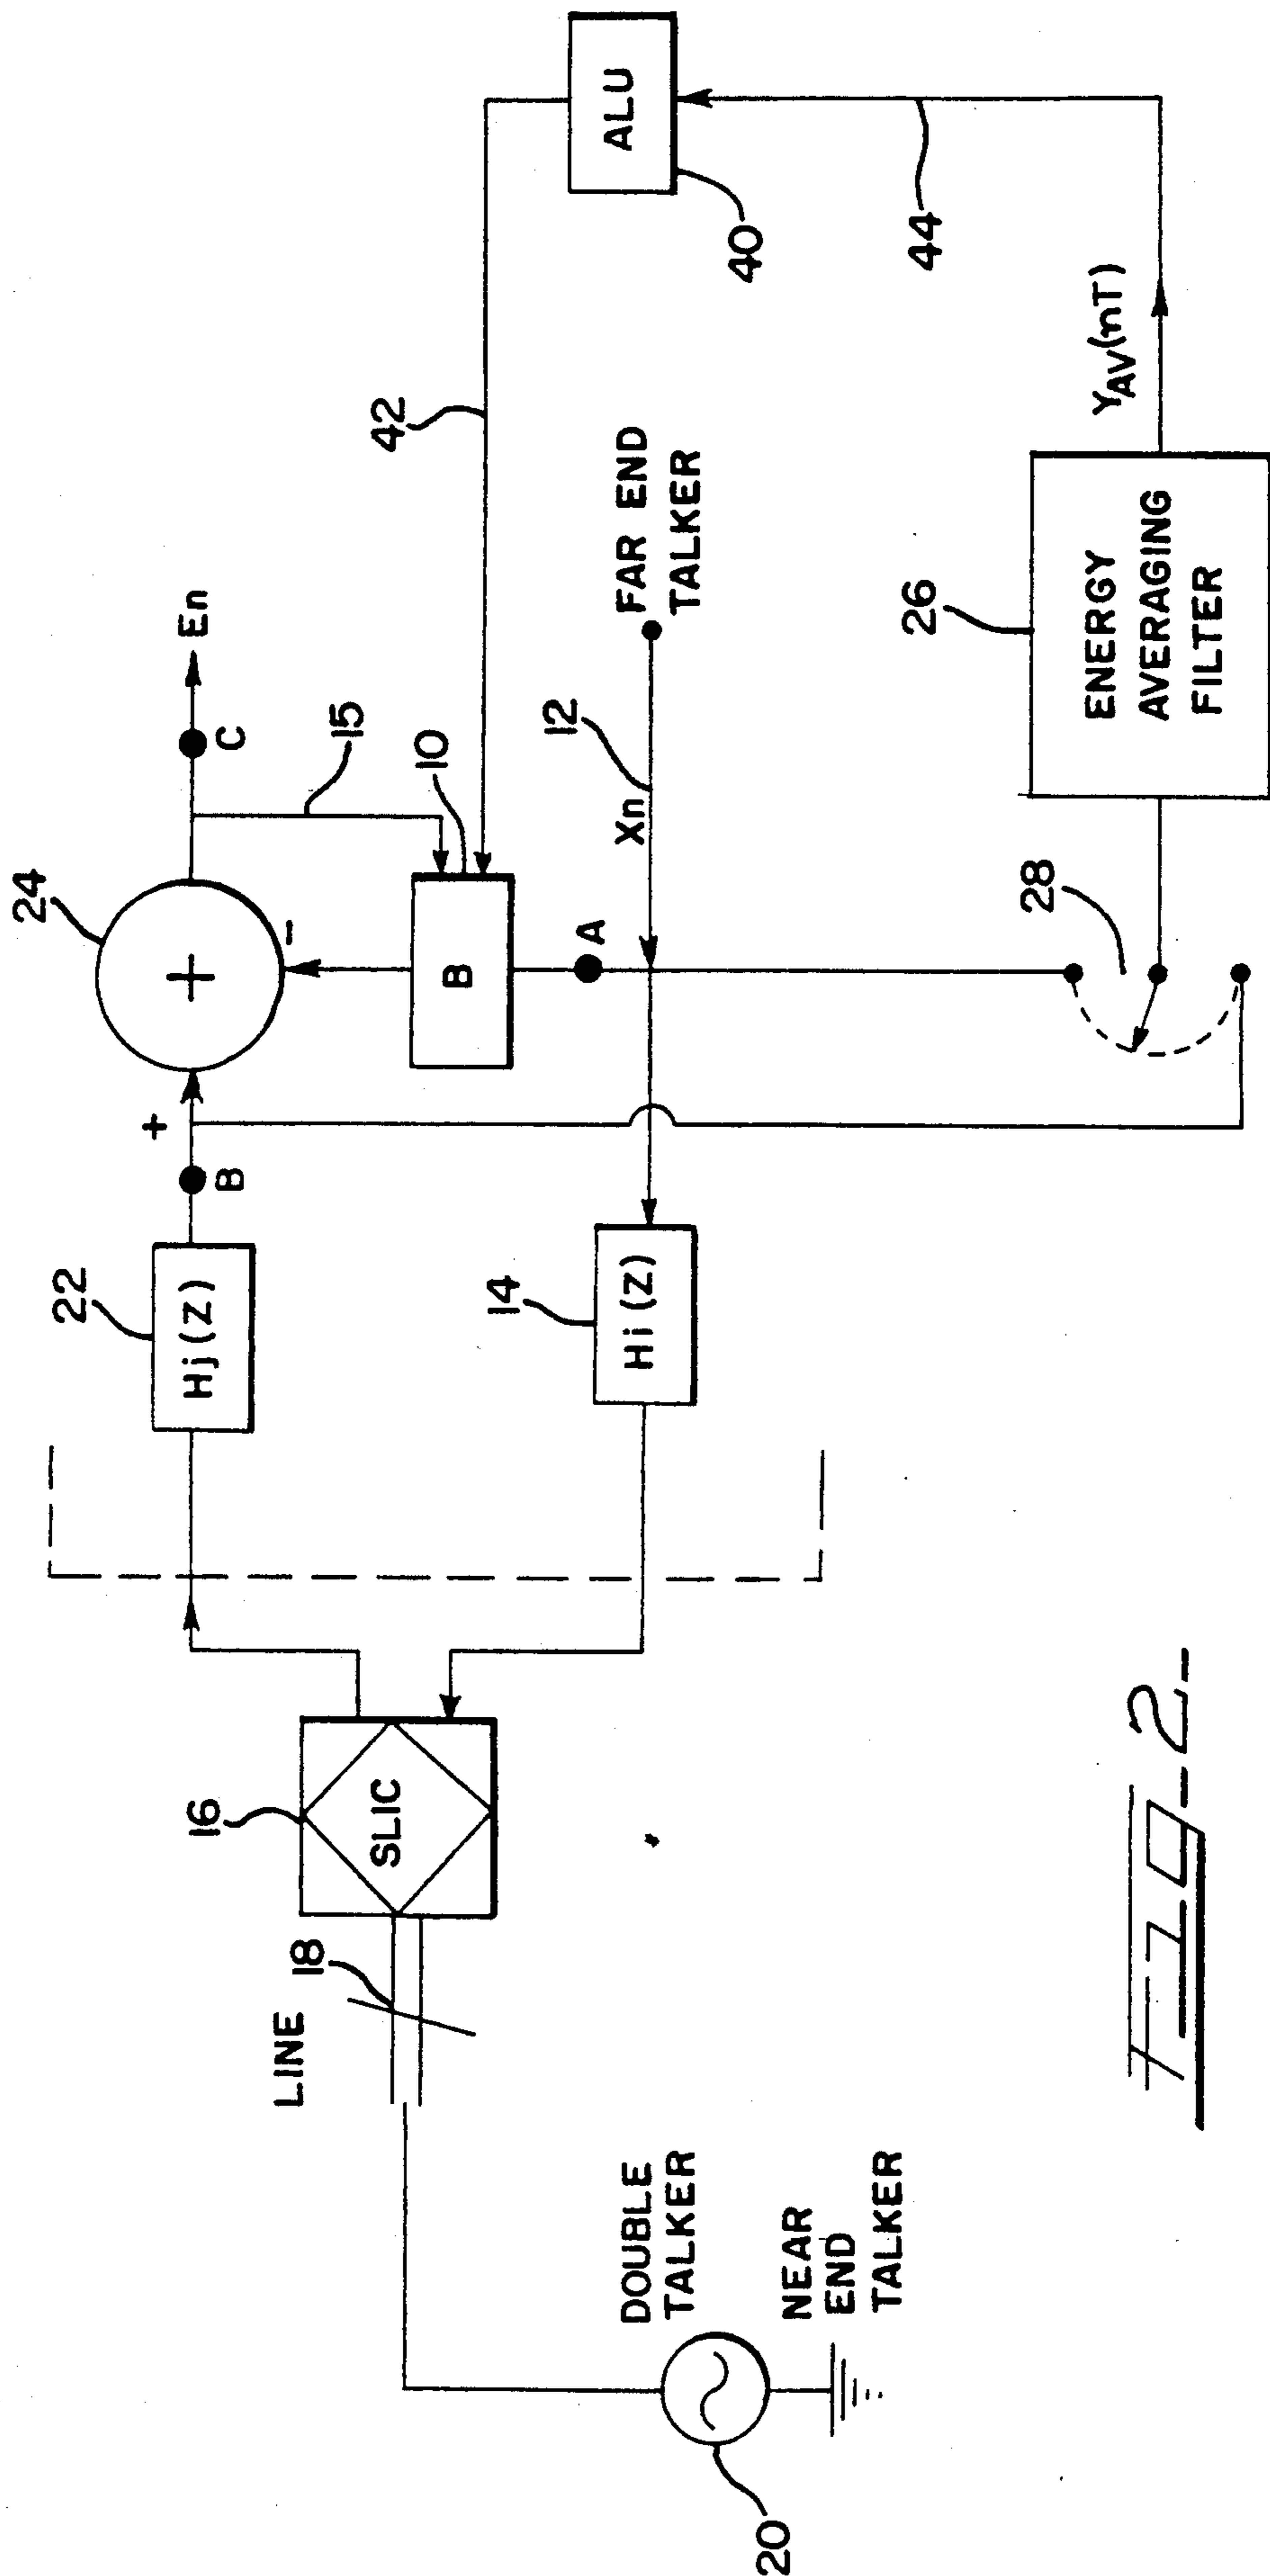 24
+
+
-
C
En
15
10
B
A
42
ALU
40
44
YAV(nT)
FAR END
TALKER
12
Xn
26
ENERGY
AVERAGING
FILTER
28
B
22
Hj(Z)
14
Hi(Z)
16
SLIC
LINE
18
DOUBLE
TALKER
NEAR
END
TALKER
20
FIG-2-